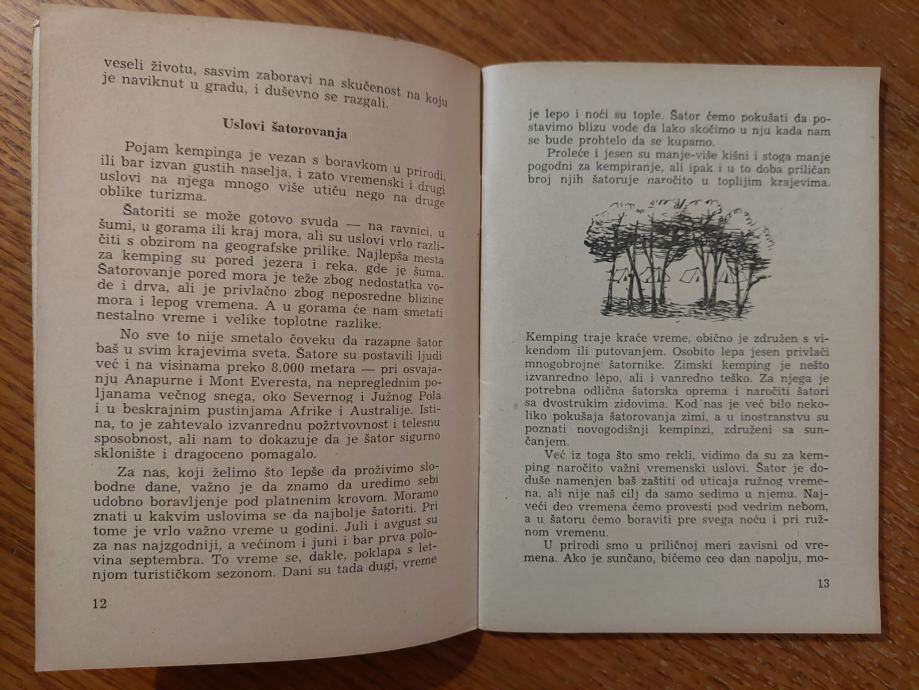 veseli životu, sasvim zaboravi na skučenost na koju
je naviknut u gradu, i duševno se razgali.
Uslovi šatorovanja
Pojam kempinga je vezan s boravkom u prirodi,
ili bar izvan gustih naselja, i zato vremenski i drugi
uslovi na njega mnogo više utiču nego na druge
oblike turizma.
Šatoriti se može gotovo svuda — na ravnici, u
šumi, u gorama ili kraj mora, ali su uslovi vrlo razli-
čiti s obzirom na geografske prilike. Najlepša mesta
za kemping su pored jezera i reka, gde je šuma.
Šatorovanje pored mora je teže zbog nedostatka vo-
de i drva, ali je privlačno zbog neposredne blizine
mora i lepog vremena. A u gorama će nam smetati
nestalno vreme i velike toplotne razlike.
No sve to nije smetalo čoveku da razapne šator
baš u svim krajevima sveta. Šatore su postavili ljudi
već i na visinama preko 8.000 metara — pri osvaja-
nju Anapurne i Mont Everesta, na nepreglednim po-
ljanama večnog snega, oko Severnog i Južnog Pola
i u beskrajnim pustinjama Afrike i Australije. Isti-
na, to je zahtevalo izvanrednu požrtvovnost i telesnu
sposobnost, ali nam to dokazuje da je šator sigurno
sklonište i dragoceno pomagalo.
Za nas, koji želimo što lepše da proživimo slo-
bodne dane, važno je da znamo da uredimo sebi
udobno boravljenje pod platnenim krovom. Moramo
znati u kakvim uslovima se da najbolje šatoriti. Pri
tome je vrlo važno vreme u godini. Juli i avgust su
za nas najzgodniji, a većinom i juni i bar prva polo-
vina septembra. To vreme se, dakle, poklapa s let-
njom turističkom sezonom. Dani su tada dugi, vreme
12
je lepo i noći su tople. Šator ćemo pokušati da po-
stavimo blizu vode da lako skočimo u nju kada nam
se bude prohtelo da se kupamo.
Proleće i jesen su manje-više kišni i stoga manje
pogodni za kempiranje, ali ipak i u to doba priličan
broj njih šatoruje naročito u toplijim krajevima.
Kemping traje kraće vreme, obično je združen s vi-
kendom ili putovanjem. Osobito lepa jesen privlači
mnogobrojne šatornike. Zimski kemping je nešto
izvanredno lepo, ali i vanredno teško. Za njega je
potrebna odlična šatorska oprema i naročiti šatori
sa dvostrukim zidovima. Kod nas je već bilo neko-
liko pokušaja šatorovanja zimi, a u inostranstvu su
poznati novogodišnji kempinzi, združeni sa sun-
čanjem.
Već iz toga što smo rekli, vidimo da su za kem-
ping naročito važni vremenski uslovi. Šator je do-
duše namenjen baš zaštiti od uticaja ružnog vreme-
na, ali nije naš cilj da samo sedimo u njemu. Naj-
veći deo vremena ćemo provesti pod vedrim nebom,
a u šatoru ćemo boraviti pre svega noću i pri ruž-
nom vremenu.
U prirodi smo u priličnoj meri zavisni od vre-
mena. Ako je sunčano, bićemo ceo dan napolju, mo-
13